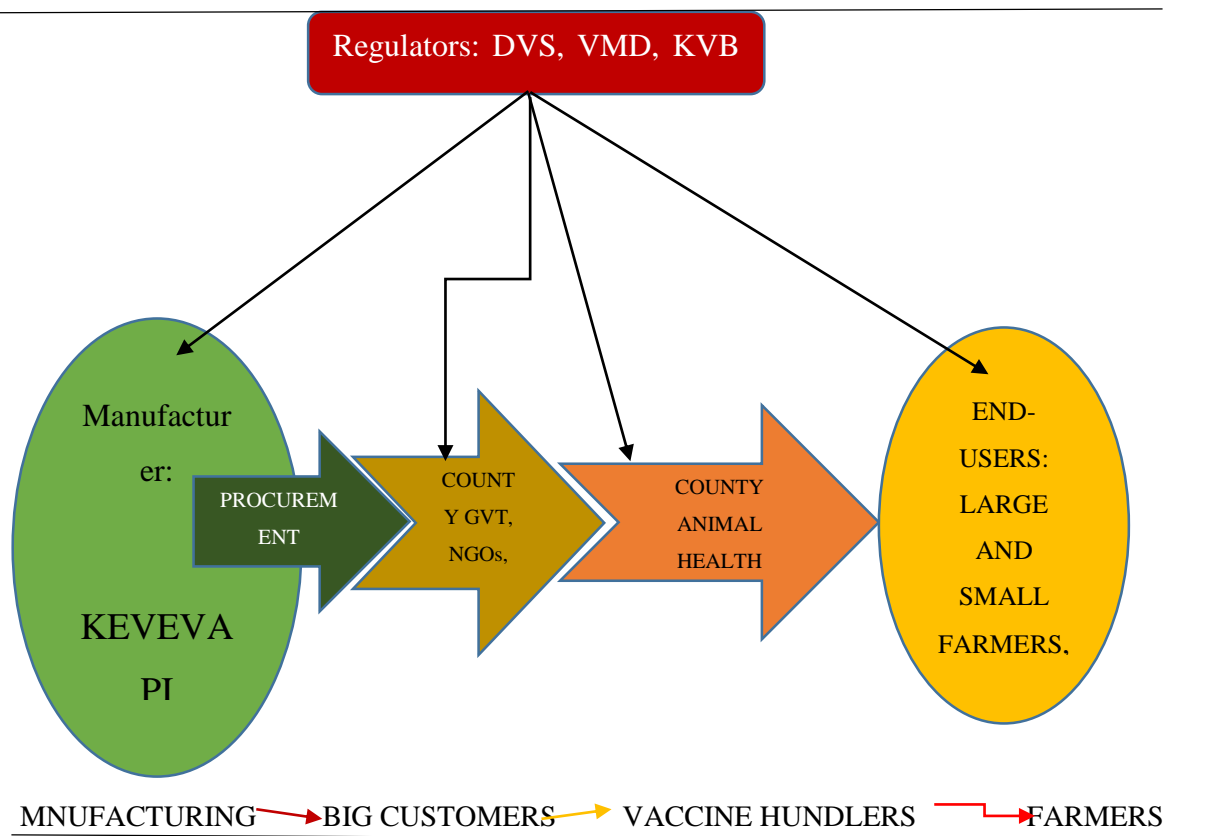 Regulators: DVS, VMD, KVB
Manufactur
er:
KEVEVA
PI
PROCUREM
ENT
COUNT
Y GVT,
NGOs,
COUNTY
ANIMAL
HEALTH
END-
USERS:
LARGE
AND
SMALL
FARMERS,
MNUFACTURING BIG CUSTOMERS VACCINE HUNDLERS FARMERS